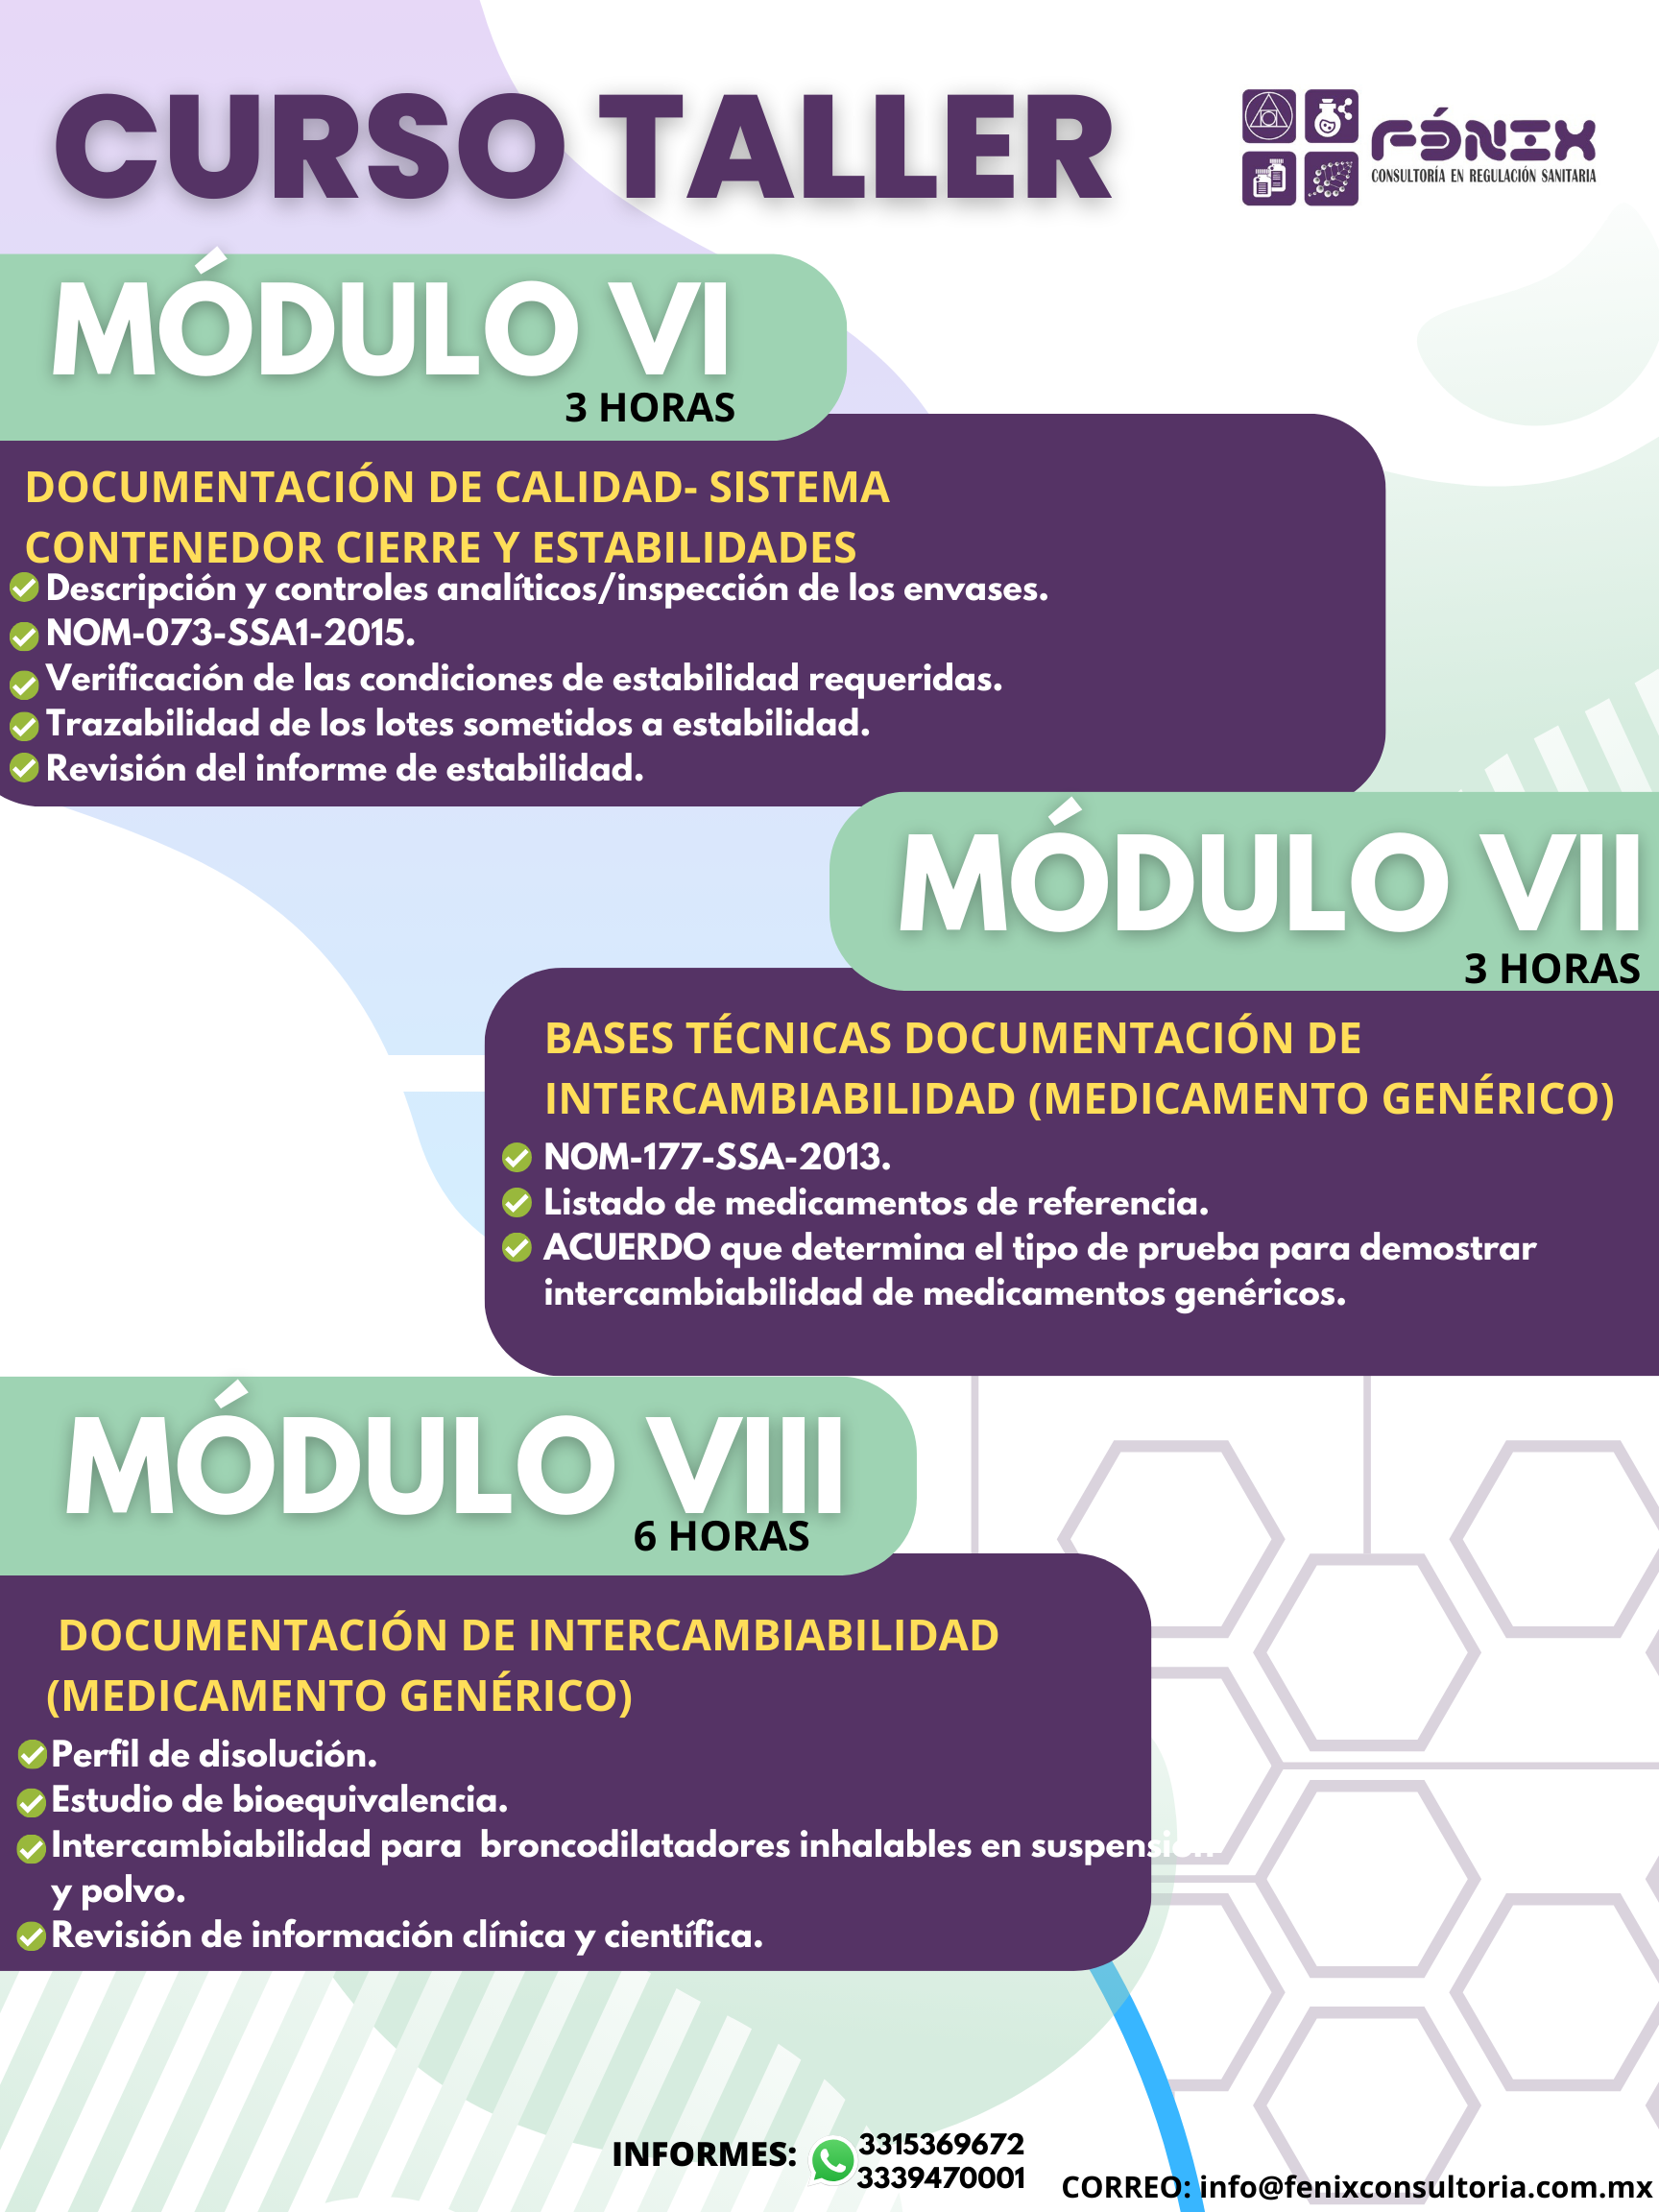 CURSO TALLER
FÉNIX
CONSULTORÍA EN REGULACIÓN SANITARIA
MÓDULO VI
3 HORAS
DOCUMENTACIÓN DE CALIDAD- SISTEMA
CONTENEDOR CIERRE Y ESTABILIDADES
Descripción y controles analíticos/inspección de los envases.
NOM-073-SSA1-2015.
Verificación de las condiciones de estabilidad requeridas.
Trazabilidad de los lotes sometidos a estabilidad.
Revisión del informe de estabilidad.
MÓDULO VII
3 HORAS
BASES TÉCNICAS DOCUMENTACIÓN DE
INTERCAMBIABILIDAD (MEDICAMENTO GENÉRICO)
NOM-177-SSA-2013.
Listado de medicamentos de referencia.
ACUERDO que determina el tipo de prueba para demostrar
intercambiabilidad de medicamentos genéricos.
MÓDULO VIII
6 HORAS
DOCUMENTACIÓN DE INTERCAMBIABILIDAD
(MEDICAMENTO GENÉRICO)
Perfil de disolución.
Estudio de bioequivalencia.
Intercambiabilidad para broncodilatadores inhalables en suspensión
y polvo.
Revisión de información clínica y científica.
INFORMES:
3315369672
3339470001
CORREO: info@fenixconsultoria.com.mx